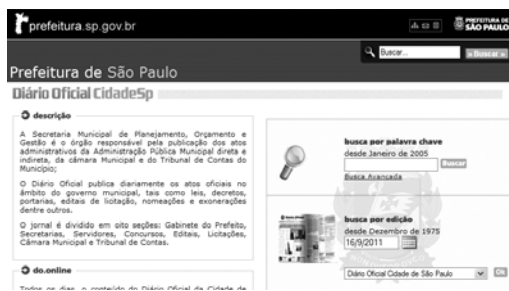 prefeitura.sp.gov.br
PREFEITURA DE
SÃO PAULO
Buscar...
» Buscar »
Prefeitura de São Paulo
Diário Oficial CidadeSp
descrição
A Secretaria Municipal de Planejamento, Orçamento e
Gestão é o órgão responsável pela publicação dos atos
administrativos da Administração Pública Municipal direta e
indireta, da câmara Municipal e do Tribunal de Contas do
Município;
O Diário Oficial publica diariamente os atos oficiais no
âmbito do governo municipal, tais como leis, decretos,
portarias, editais de licitação, nomeações e exonerações
dentre outros.
O jornal é dividido em oito seções: Gabinete do Prefeito,
Secretarias, Servidores, Concursos, Editais, Licitações,
Câmara Municipal e Tribunal de Contas.
do.online
Todos os dias, o conteúdo do Diário Oficial da Cidade de
busca por palavra chave
desde Janeiro de 2005
Buscar
Busca Avançada
busca por edição
desde Dezembro de 1975
16/9/2011
Diário Oficial Cidade de São Paulo
Ok